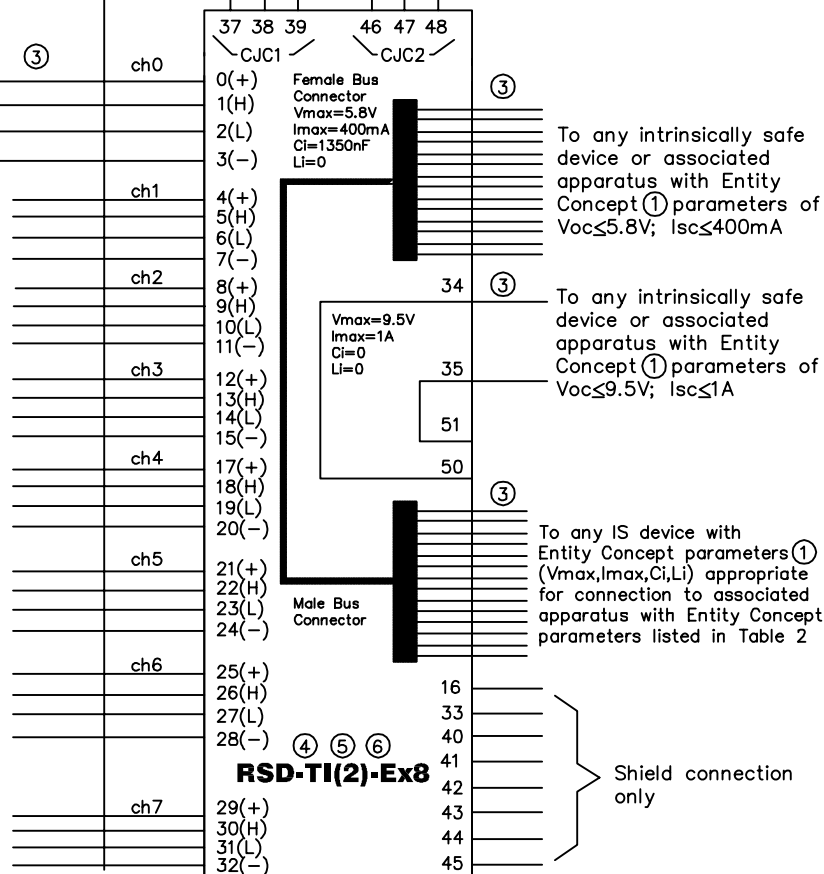 37 38 39 46 47 48
CJC1 CJC2
③
ch0
0(+)
1(H)
2(L)
3(−)
ch1
4(+)
5(H)
6(L)
7(−)
ch2
8(+)
9(H)
10(L)
11(−)
ch3
12(+)
13(H)
14(L)
15(−)
ch4
17(+)
18(H)
19(L)
20(−)
ch5
21(+)
22(H)
23(L)
24(−)
ch6
25(+)
26(H)
27(L)
28(−)
ch7
29(+)
30(H)
31(L)
32(−)
Female Bus
Connector
Vmax=5.8V
Imax=400mA
Ci=1350nF
Li=0
③
To any intrinsically safe
device or associated
apparatus with Entity
Concept ① parameters of
Voc≤5.8V; Isc≤400mA
34
③
Vmax=9.5V
Imax=1A
Ci=0
Li=0
35
51
50
To any intrinsically safe
device or associated
apparatus with Entity
Concept ① parameters of
Voc≤9.5V; Isc≤1A
③
Male Bus
Connector
To any IS device with
Entity Concept parameters ①
(Vmax,Imax,Ci,Li) appropriate
for connection to associated
apparatus with Entity Concept
parameters listed in Table 2
④ ⑤ ⑥
RSD-TI(2)-Ex8
16
33
40
41
42
43
44
45
Shield connection
only